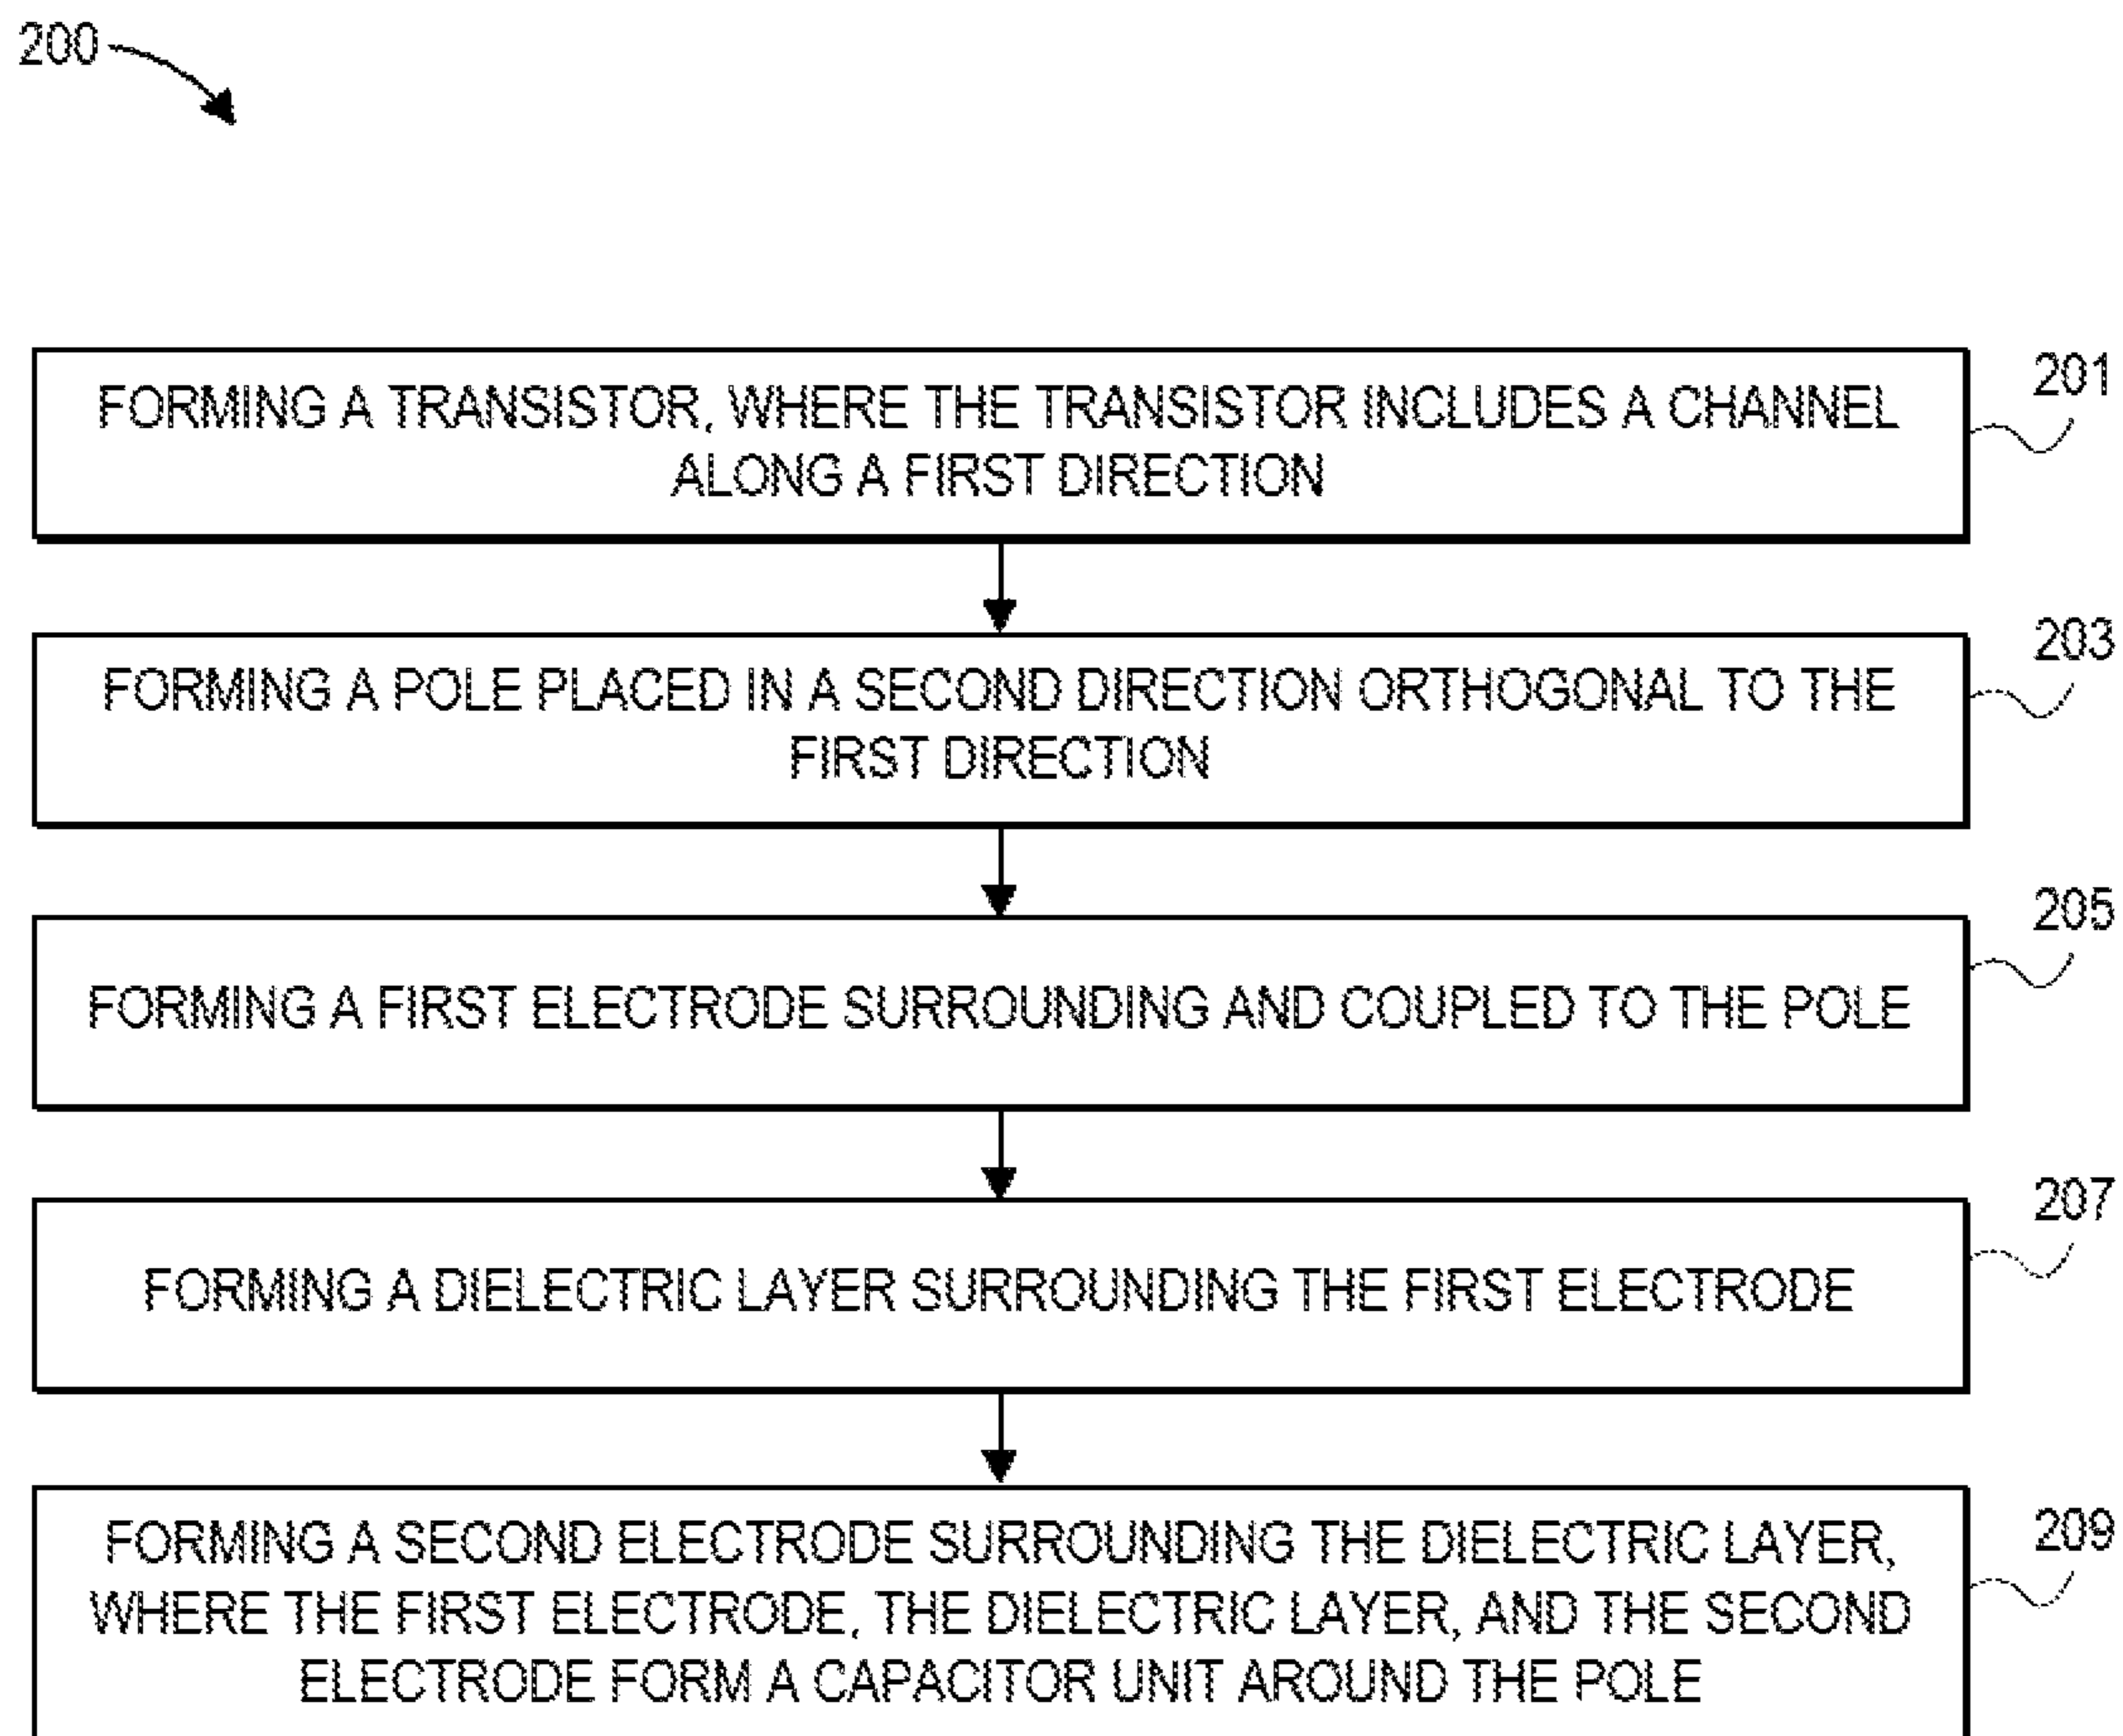 200
FORMING A TRANSISTOR, WHERE THE TRANSISTOR INCLUDES A CHANNEL
ALONG A FIRST DIRECTION
201
FORMING A POLE PLACED IN A SECOND DIRECTION ORTHOGONAL TO THE
FIRST DIRECTION
203
FORMING A FIRST ELECTRODE SURROUNDING AND COUPLED TO THE POLE
205
FORMING A DIELECTRIC LAYER SURROUNDING THE FIRST ELECTRODE
207
FORMING A SECOND ELECTRODE SURROUNDING THE DIELECTRIC LAYER,
WHERE THE FIRST ELECTRODE, THE DIELECTRIC LAYER, AND THE SECOND
ELECTRODE FORM A CAPACITOR UNIT AROUND THE POLE
209